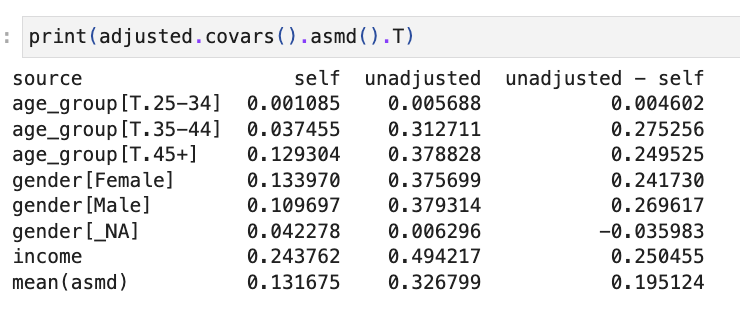 : print(adjusted.covars().asmd().T)
source self unadjusted unadjusted - self
age_group[T.25-34] 0.001085 0.005688 0.004602
age_group[T.35-44] 0.037455 0.312711 0.275256
age_group[T.45+] 0.129304 0.378828 0.249525
gender[Female] 0.133970 0.375699 0.241730
gender[Male] 0.109697 0.379314 0.269617
gender[_NA] 0.042278 0.006296 -0.035983
income 0.243762 0.494217 0.250455
mean(asmd) 0.131675 0.326799 0.195124